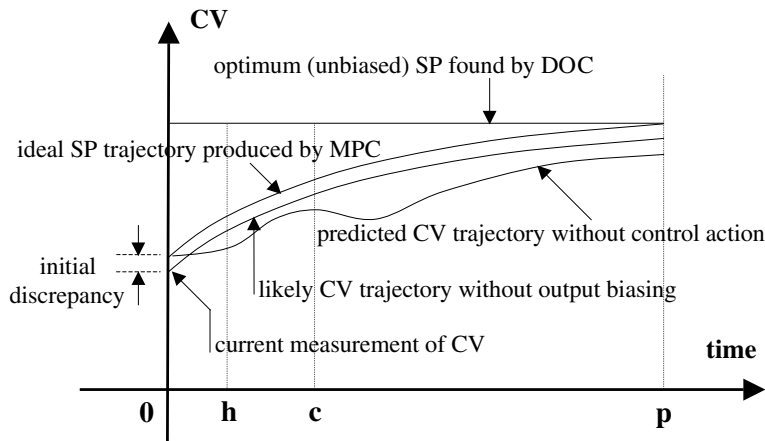 CV
optimum (unbiased) SP found by DOC
ideal SP trajectory produced by MPC
predicted CV trajectory without control action
initial
discrepancy
likely CV trajectory without output biasing
current measurement of CV
time
0
h
c
p